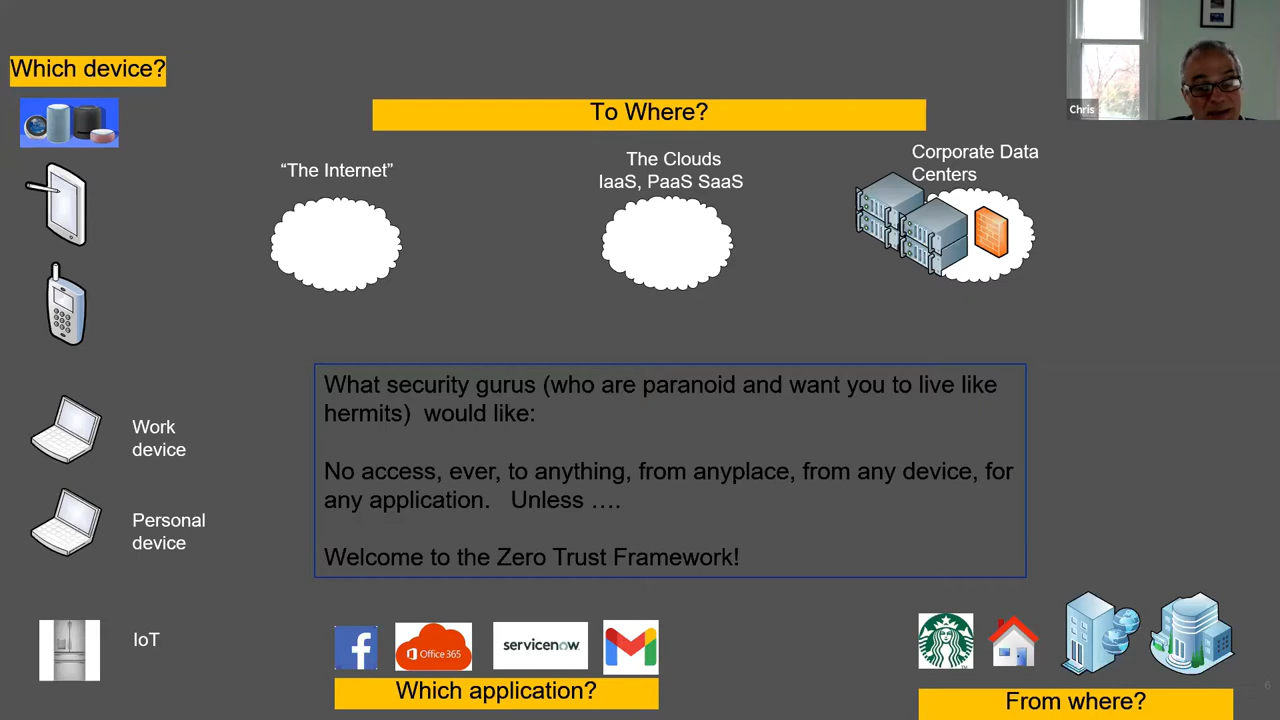 Which device?
Chris
To Where?
“The Internet”
The Clouds
IaaS, PaaS SaaS
Corporate Data
Centers
What security gurus (who are paranoid and want you to live like
hermits)  would like:
No access, ever, to anything, from anyplace, from any device, for
any application.   Unless ….
Welcome to the Zero Trust Framework!
Work
device
Personal
device
IoT
Office 365
servicenow
Which application?
From where?
6